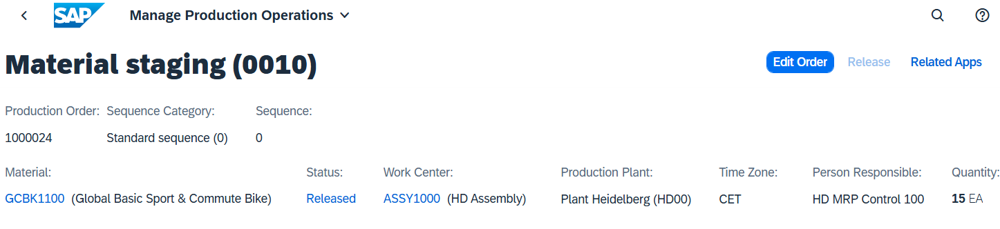 SAP Manage Production Operations
Material staging (0010) Edit Order Release Related Apps
Production Order: Sequence Category: Sequence:
1000024 Standard sequence (0) 0
Material: Status: Work Center: Production Plant: Time Zone: Person Responsible: Quantity:
GCBK1100 (Global Basic Sport & Commute Bike) Released ASSY1000 (HD Assembly) Plant Heidelberg (HD00) CET HD MRP Control 100 15 EA